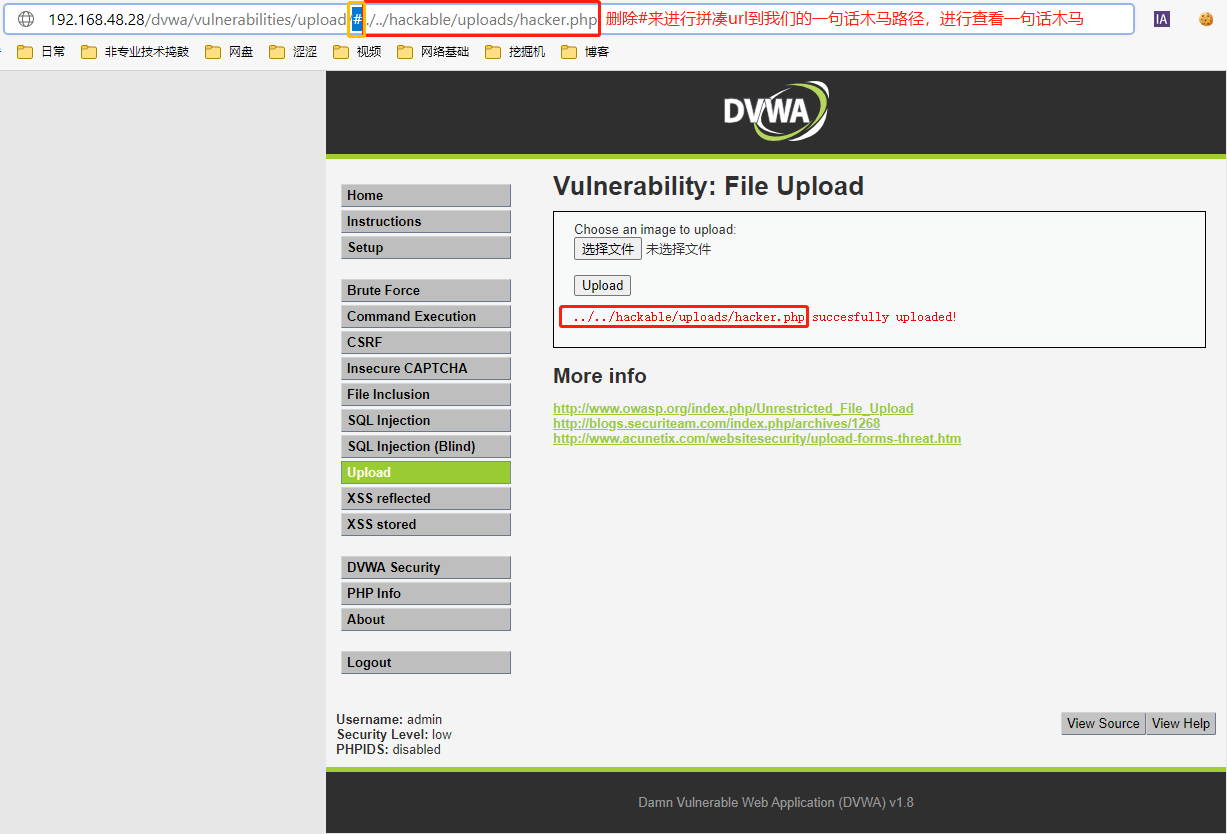 192.168.48.28/dvwa/vulnerabilities/upload/#../../hackable/uploads/hacker.php 删除#来进行拼凑url到我们的一句话木马路径，进行查看一句话木马
IA
日常 非专业技术捣鼓 网盘 涩涩 视频 网络基础 挖掘机 博客
DVWA
Vulnerability: File Upload
Home
Instructions
Setup
Brute Force
Command Execution
CSRF
Insecure CAPTCHA
File Inclusion
SQL Injection
SQL Injection (Blind)
Upload
XSS reflected
XSS stored
DVWA Security
PHP Info
About
Logout
Choose an image to upload:
选择文件 未选择文件
Upload
../../hackable/uploads/hacker.php succesfully uploaded!
More info
http://www.owasp.org/index.php/Unrestricted_File_Upload
http://blogs.securiteam.com/index.php/archives/1268
http://www.acunetix.com/websitesecurity/upload-forms-threat.htm
Username: admin
Security Level: low
PHPIDS: disabled
View Source View Help
Damn Vulnerable Web Application (DVWA) v1.8